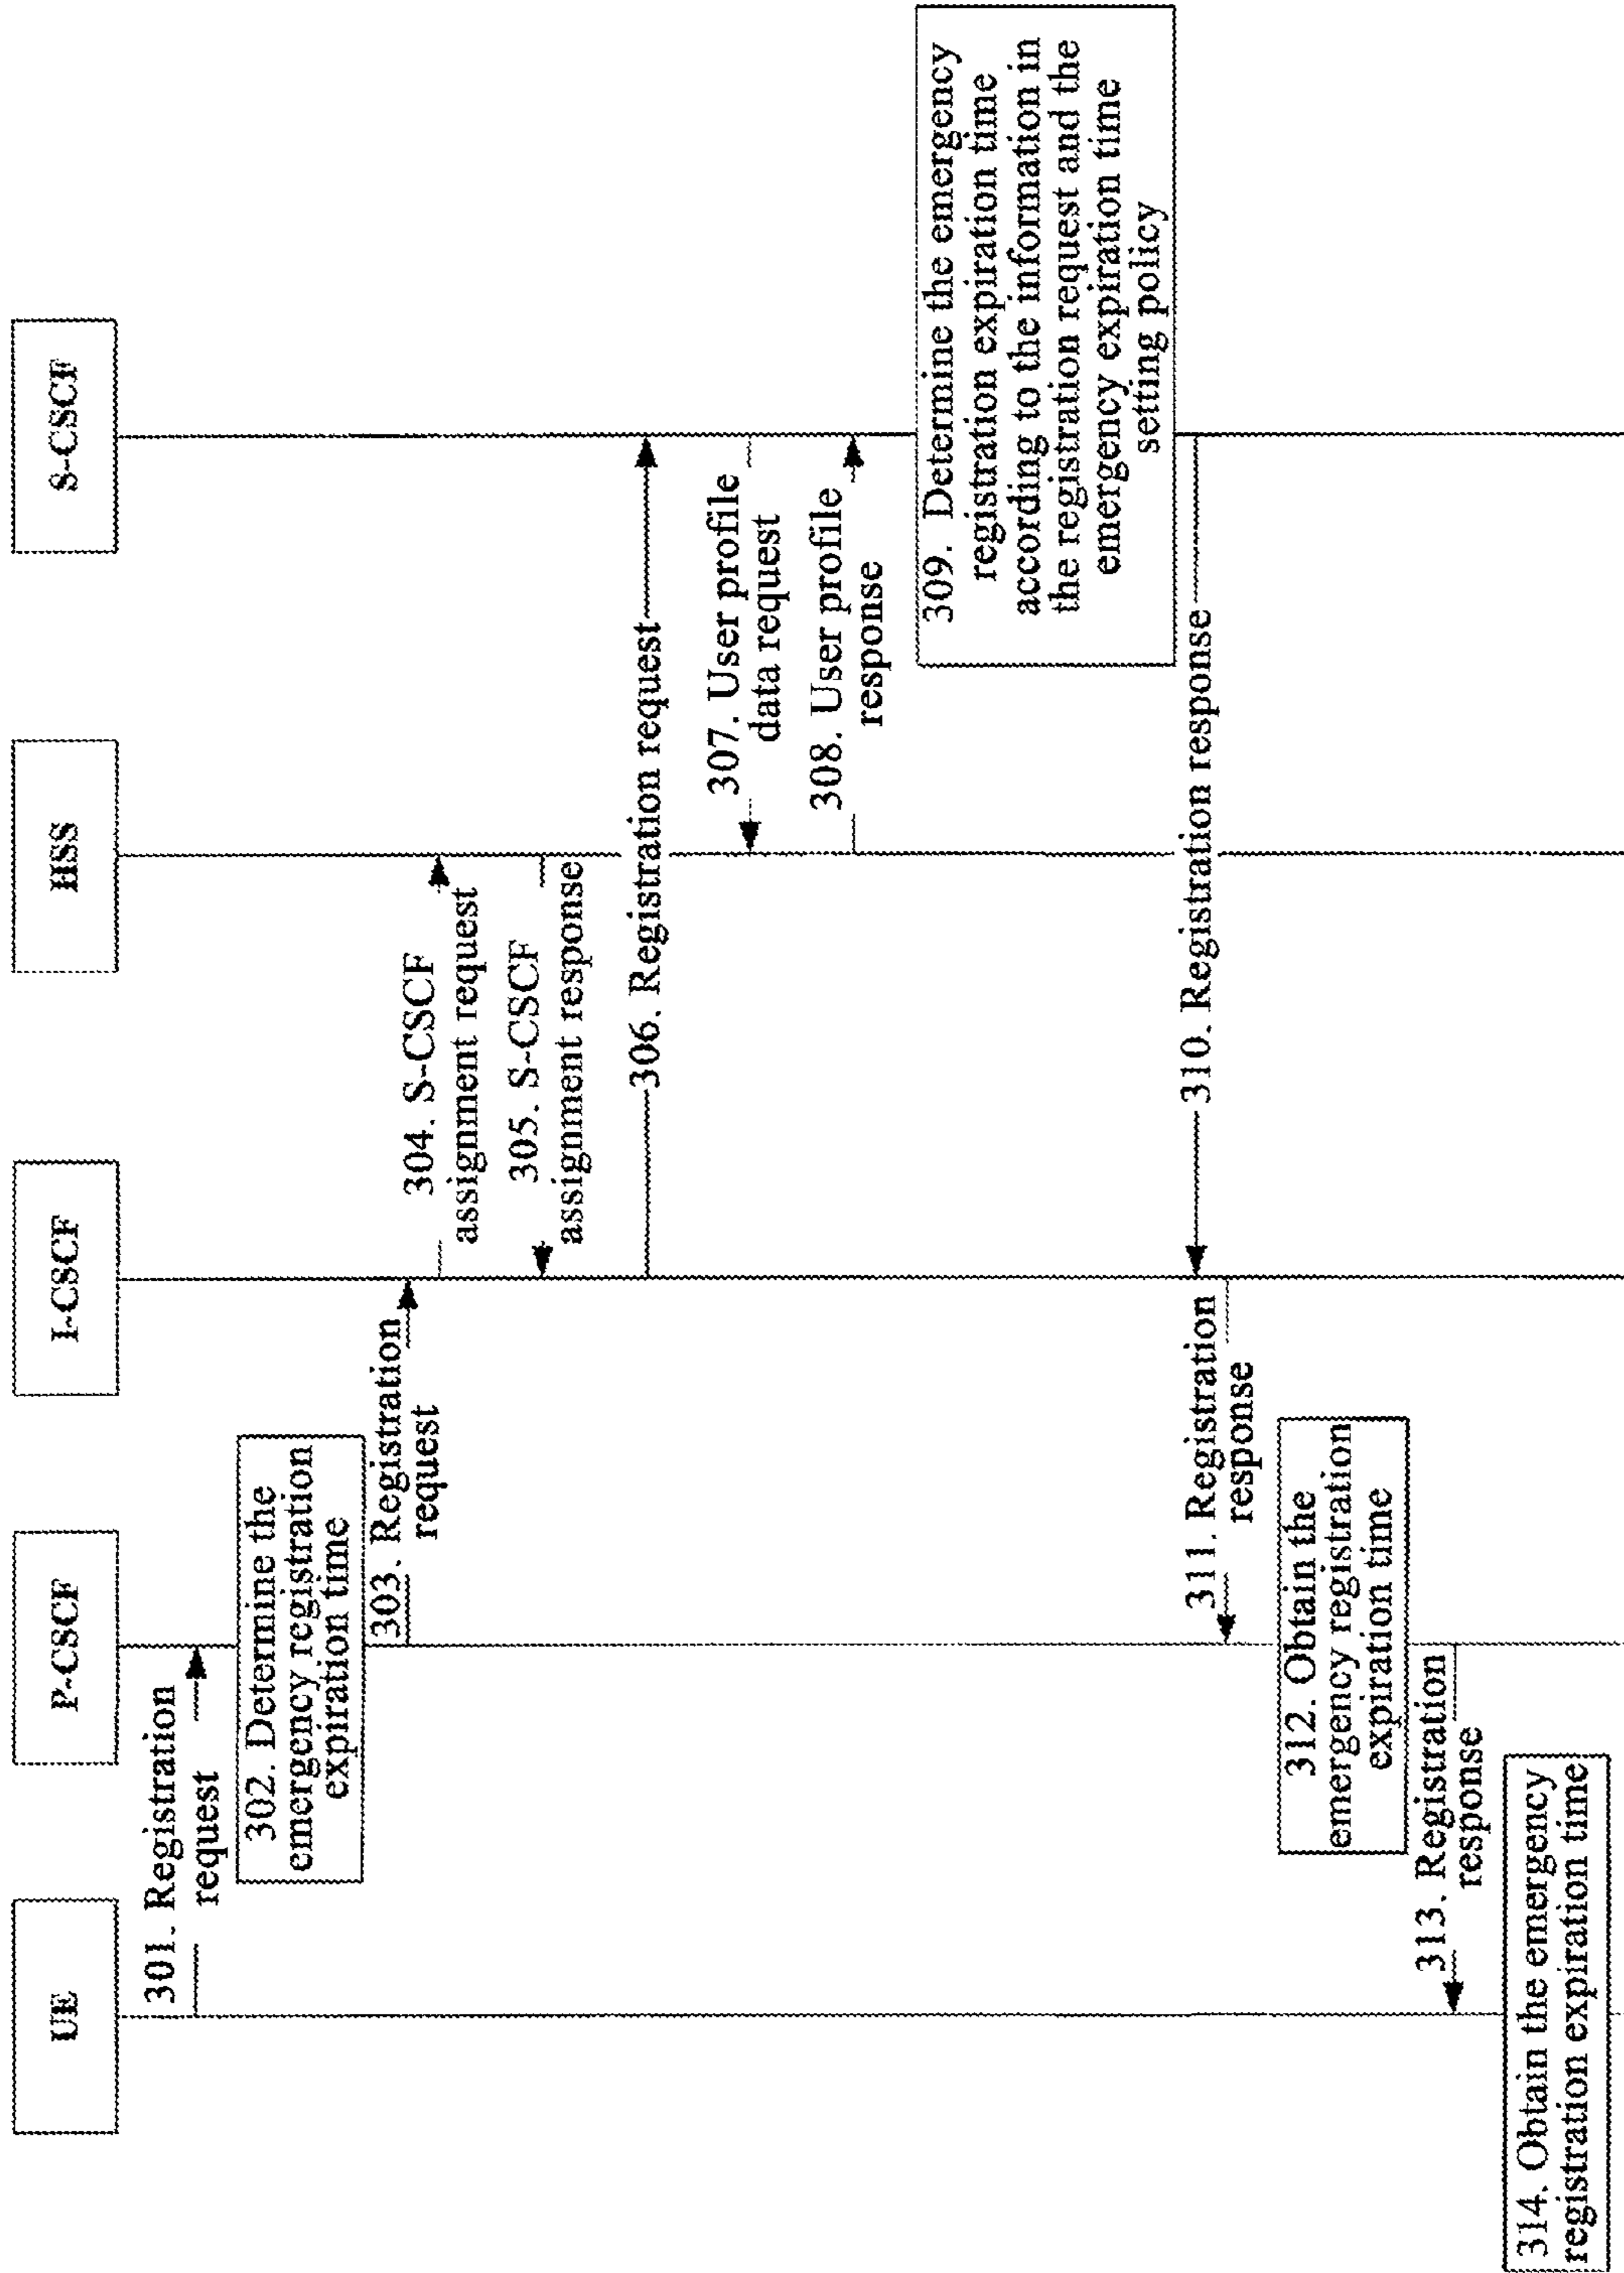 UE
P-CSCF
I-CSCF
HSS
S-CSCF
301. Registration
request
302. Determine the
emergency registration
expiration time
303. Registration
request
304. S-CSCF
assignment request
305. S-CSCF
assignment response
306. Registration request
307. User profile
data request
308. User profile
response
309. Determine the emergency
registration expiration time
according to the information in
the registration request and the
emergency expiration time
setting policy
310. Registration response
311. Registration
response
312. Obtain the
emergency registration
expiration time
313. Registration
response
314. Obtain the emergency
registration expiration time